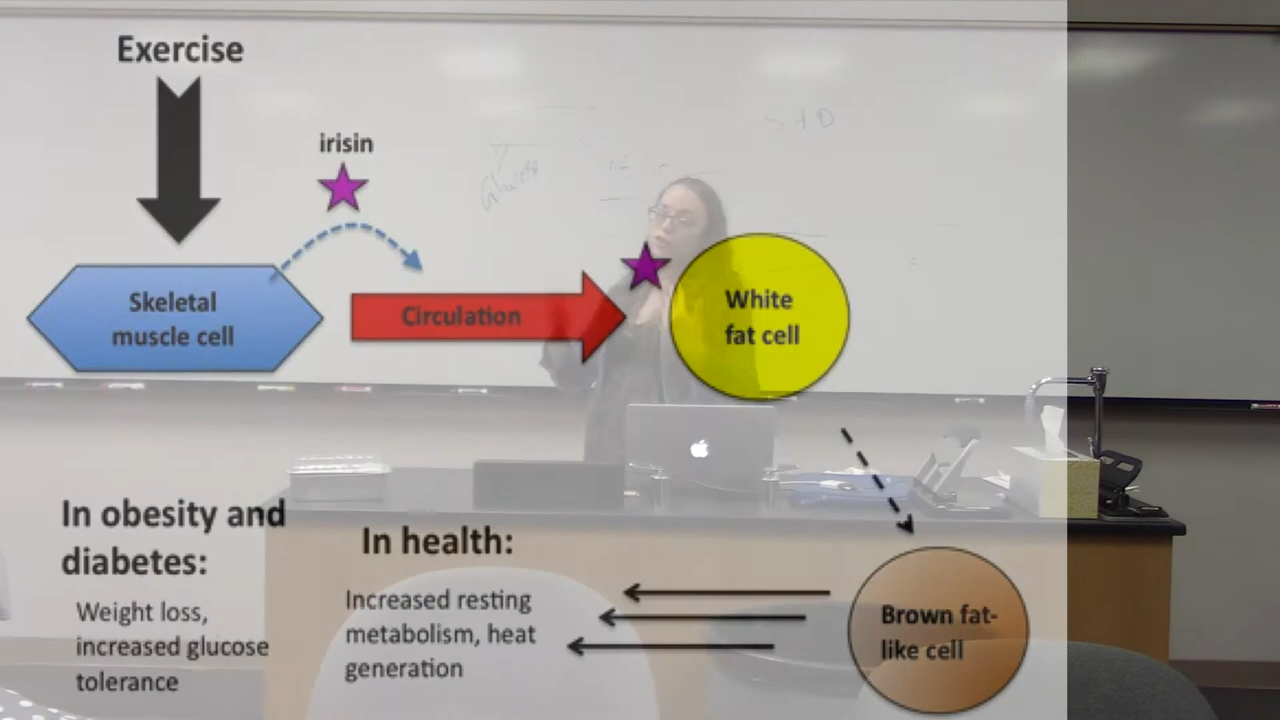 Exercise
irisin
Skeletal
muscle cell
Circulation
White
fat cell
Glucose
In obesity and
diabetes:
Weight loss,
increased glucose
tolerance
In health:
Increased resting
metabolism, heat
generation
Brown fat-
like cell